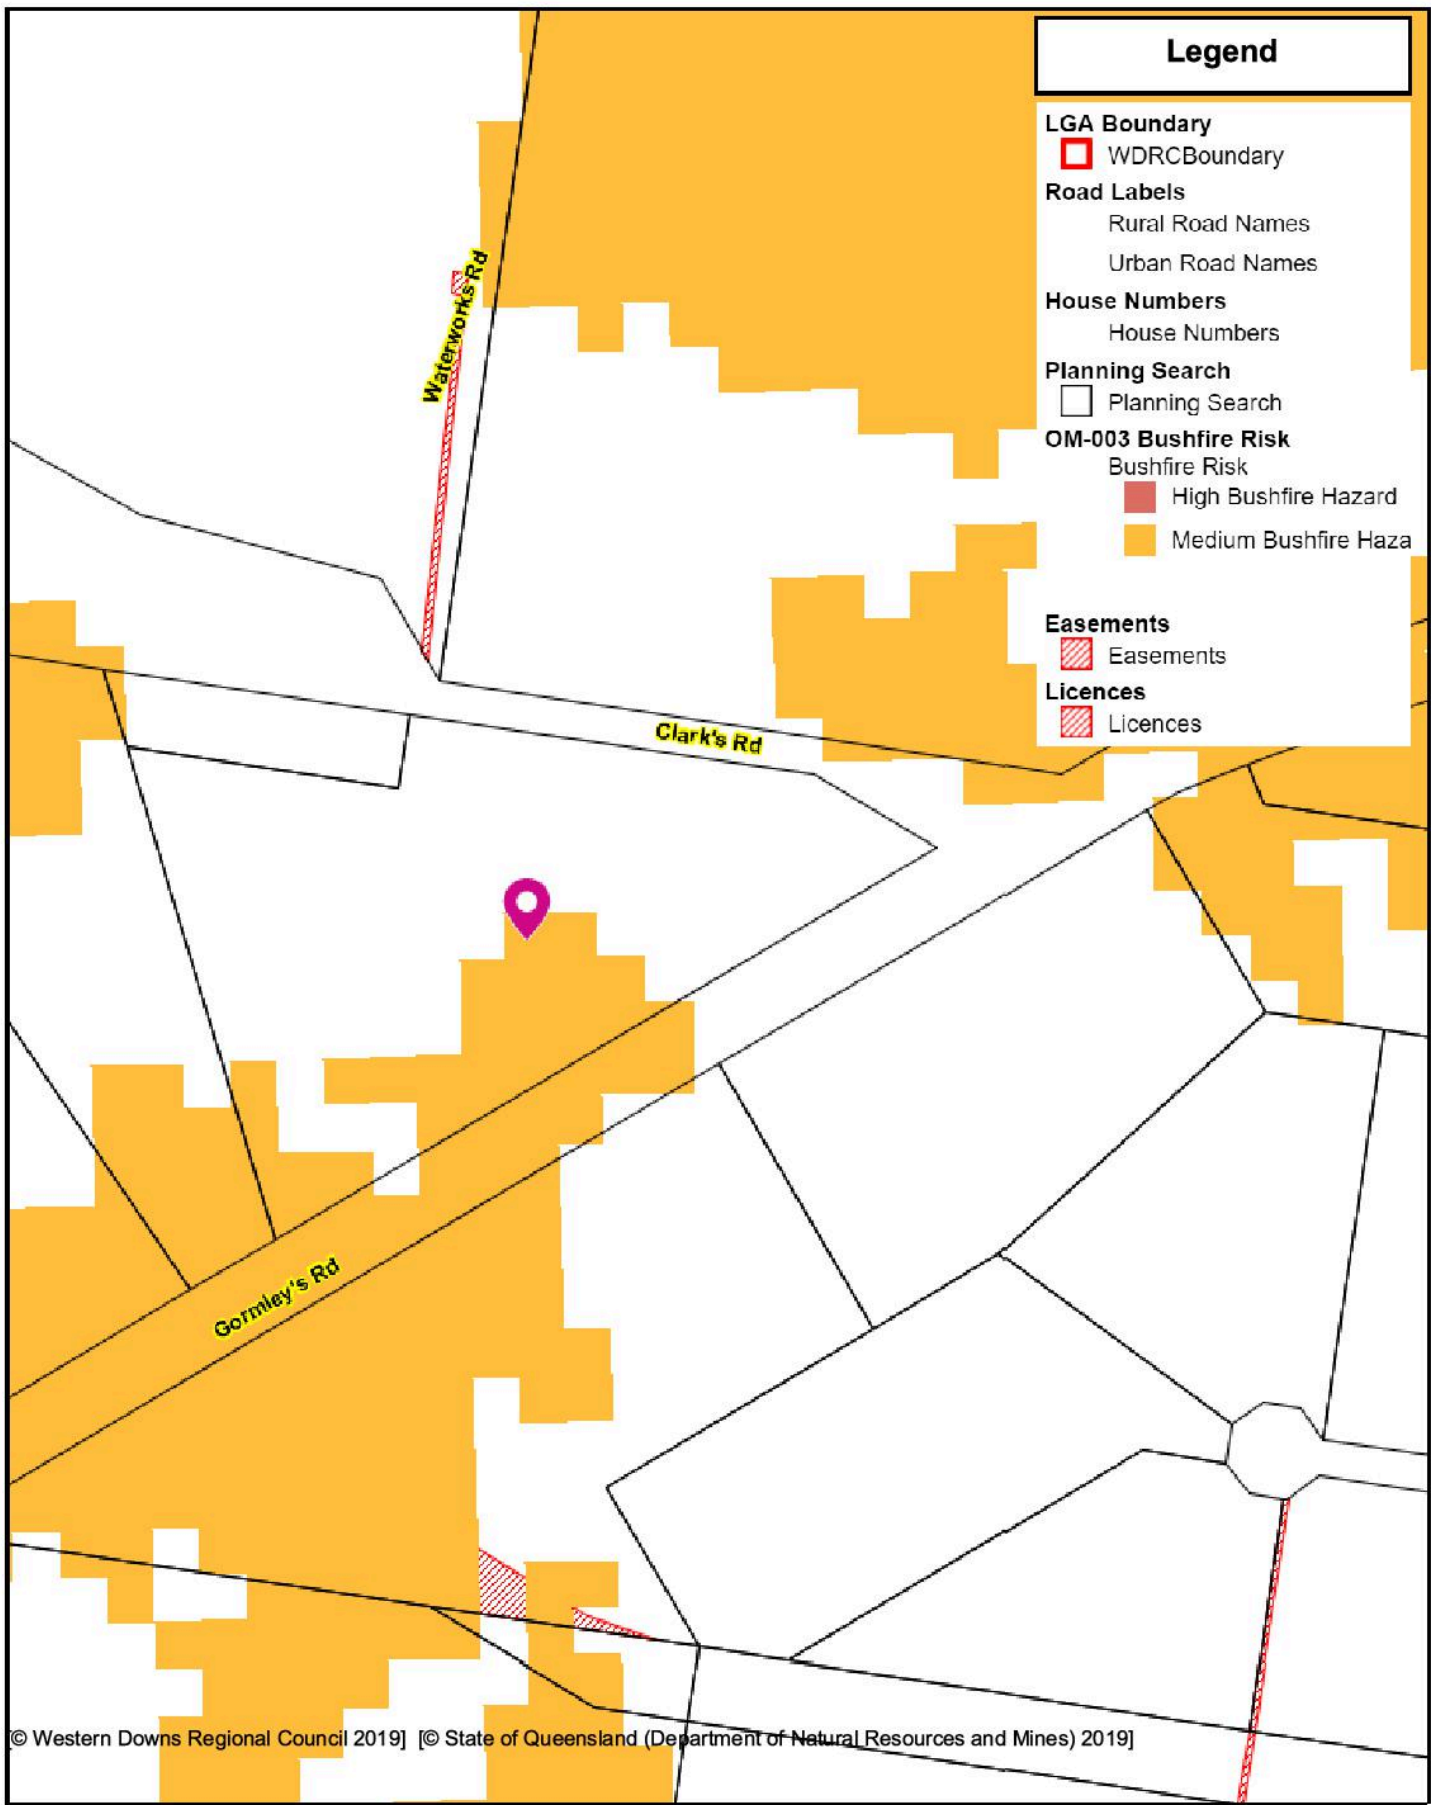 Legend
LGA Boundary
WDRCBoundary
Road Labels
Rural Road Names
Urban Road Names
House Numbers
House Numbers
Planning Search
Planning Search
OM-003 Bushfire Risk
Bushfire Risk
High Bushfire Hazard
Medium Bushfire Haza
Easements
Easements
Licences
Licences
Waterworks Rd
Clark's Rd
Gormley's Rd
[© Western Downs Regional Council 2019] [© State of Queensland (Department of Natural Resources and Mines) 2019]